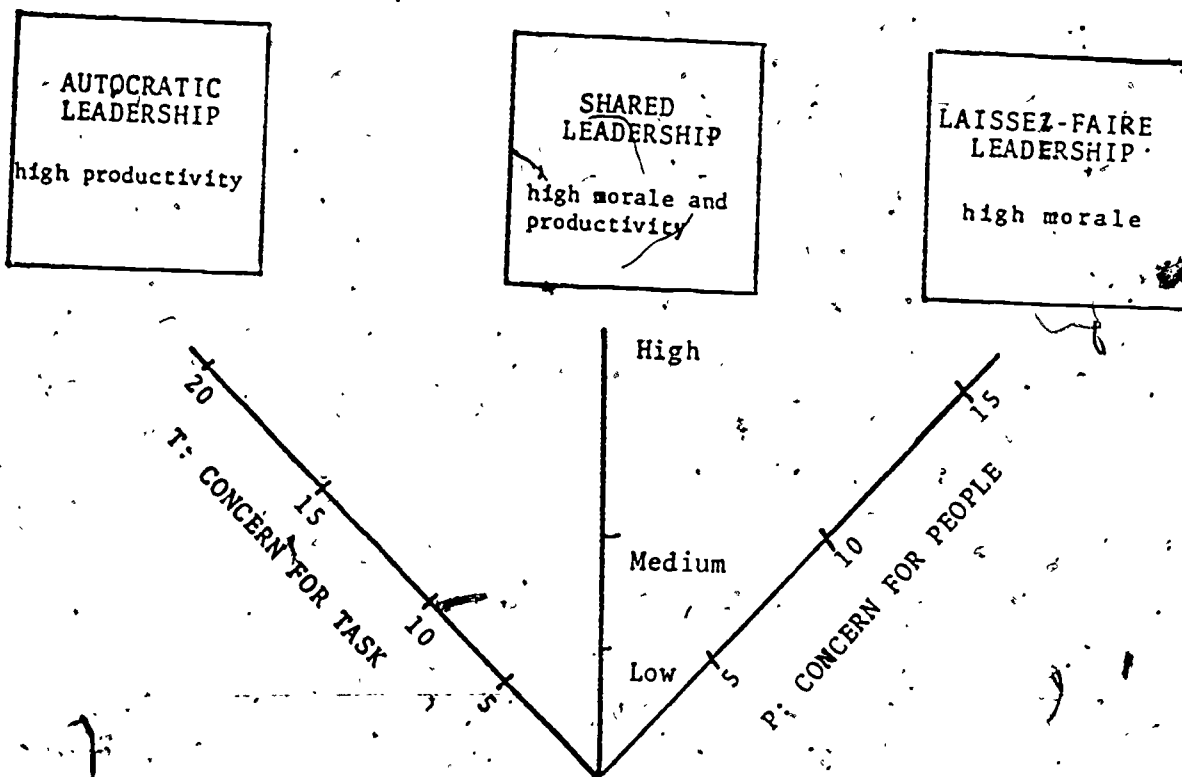 AUTOCRATIC
LEADERSHIP
high productivity
SHARED
LEADERSHIP
high morale and
productivity
LAISSEZ-FAIRE
LEADERSHIP
high morale
High
Medium
Low
20
15
10
5
T: CONCERN FOR TASK
15
10
5
P: CONCERN FOR PEOPLE